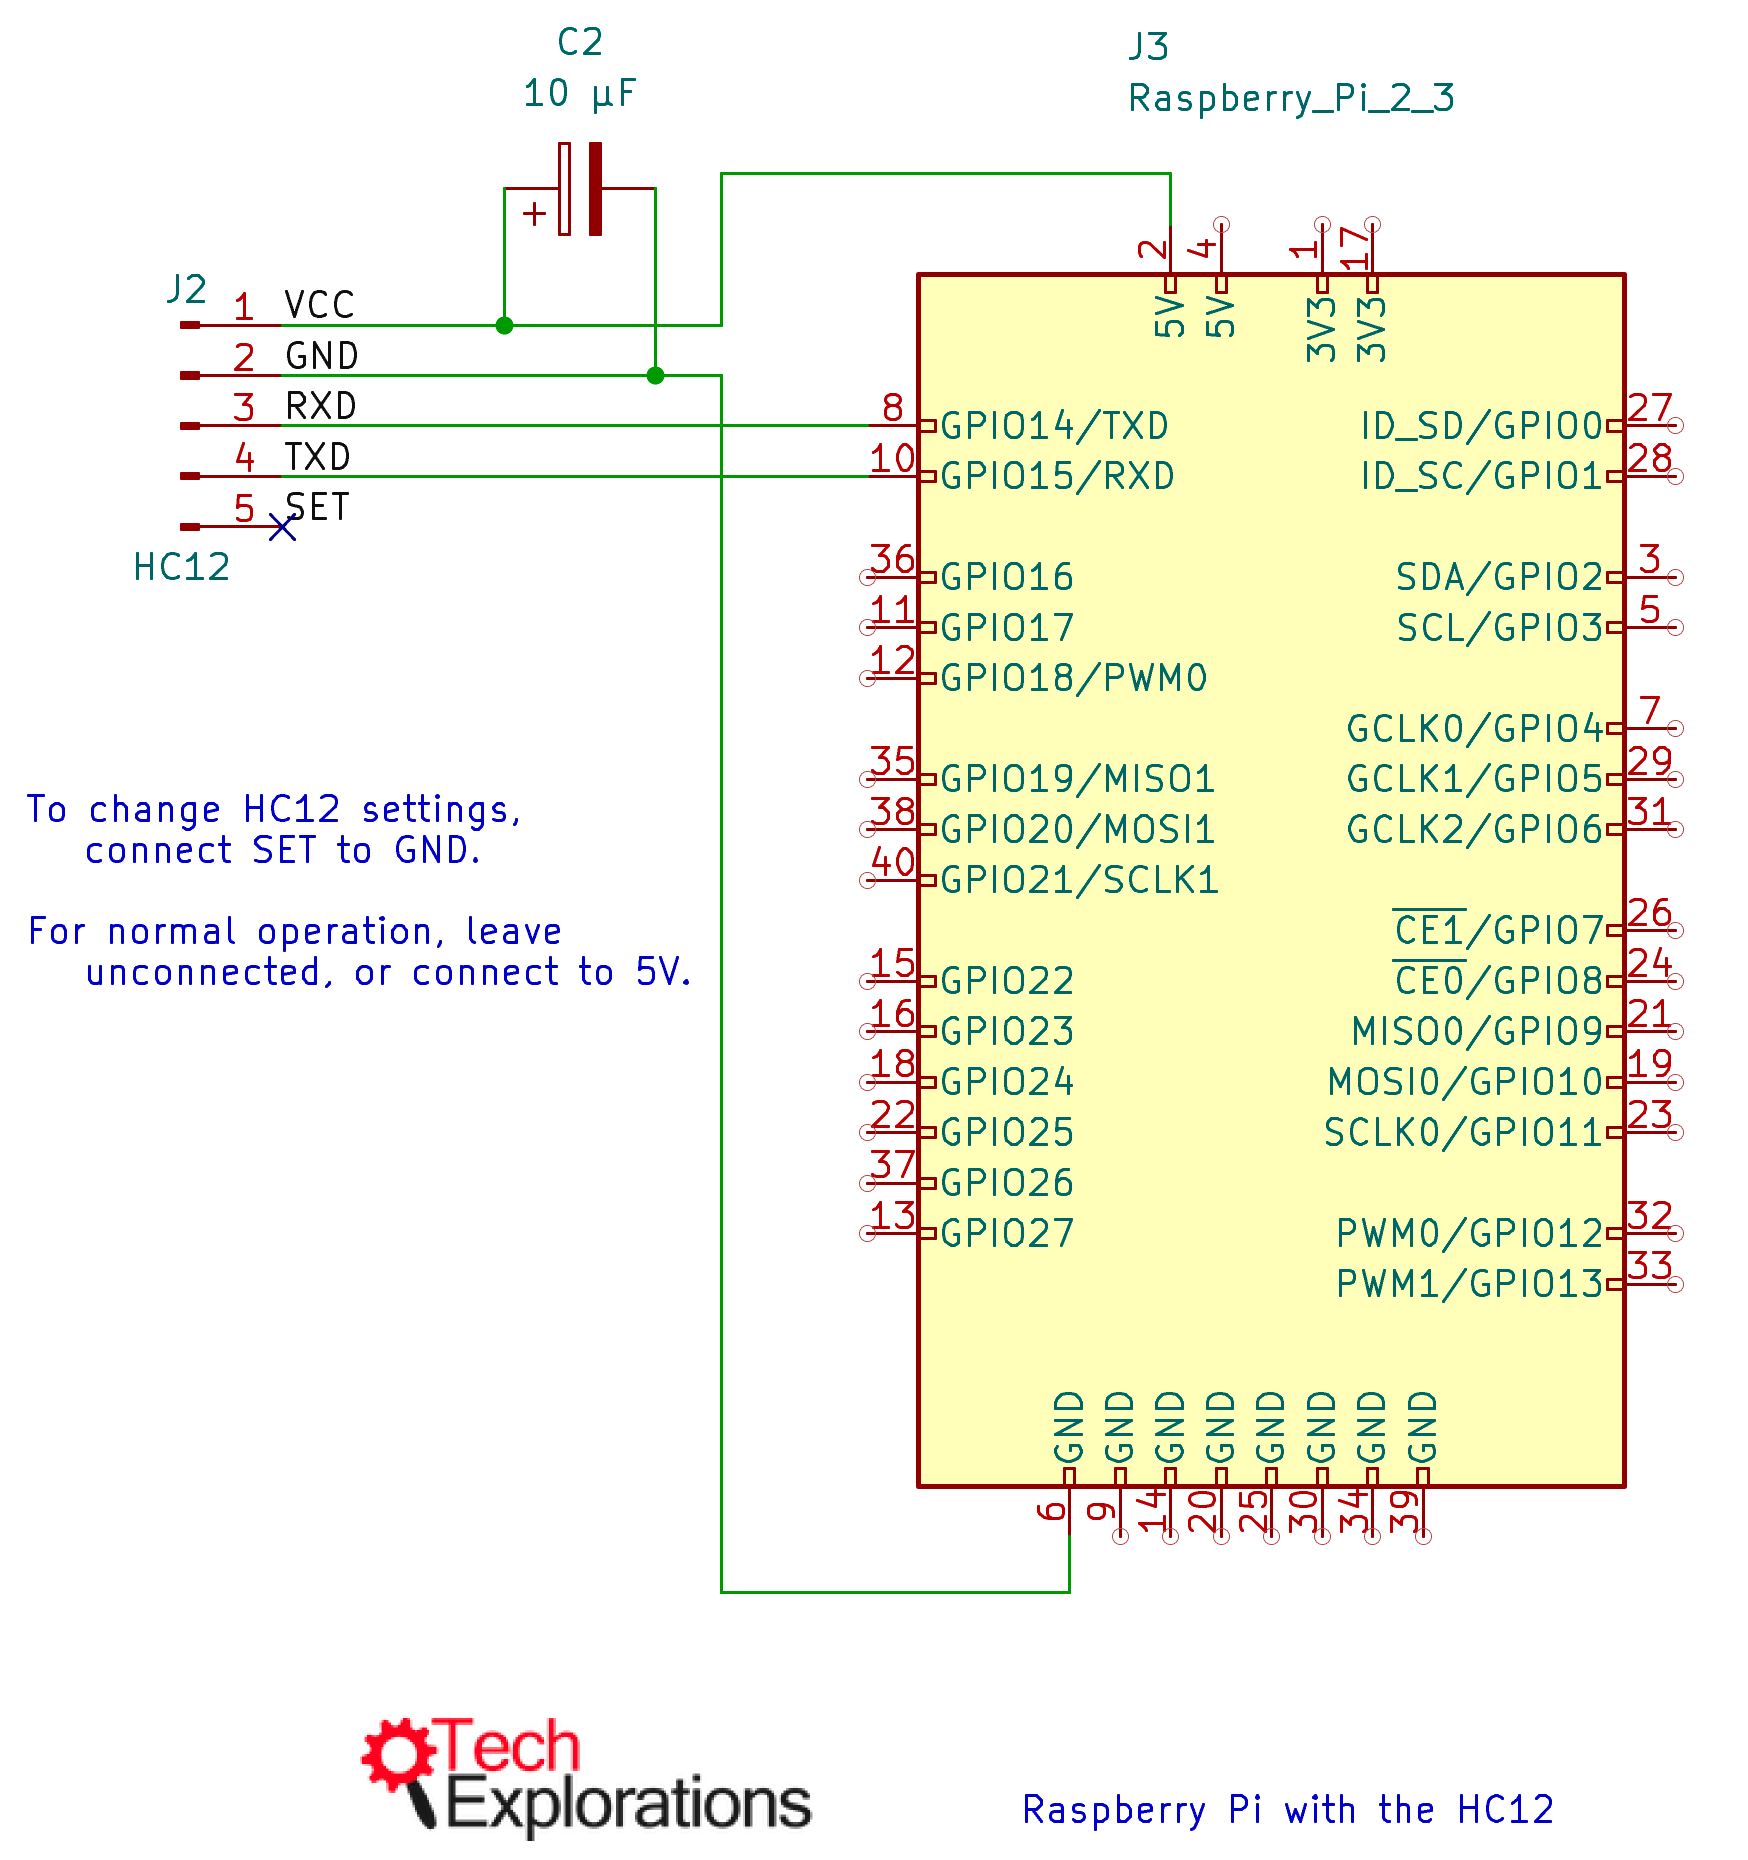 C2
10 µF
J3
Raspberry_Pi_2_3
J2
1 VCC
2 GND
3 RXD
4 TXD
5 SET
HC12
+
2 5V
4 5V
1 3V3
17 3V3
8 GPIO14/TXD
10 GPIO15/RXD
36 GPIO16
11 GPIO17
12 GPIO18/PWM0
35 GPIO19/MISO1
38 GPIO20/MOSI1
40 GPIO21/SCLK1
15 GPIO22
16 GPIO23
18 GPIO24
22 GPIO25
37 GPIO26
13 GPIO27
ID_SD/GPIO0 27
ID_SC/GPIO1 28
SDA/GPIO2 3
SCL/GPIO3 5
GCLK0/GPIO4 7
GCLK1/GPIO5 29
GCLK2/GPIO6 31
CE1/GPIO7 26
CE0/GPIO8 24
MISO0/GPIO9 21
MOSI0/GPIO10 19
SCLK0/GPIO11 23
PWM0/GPIO12 32
PWM1/GPIO13 33
GND 6
GND 9
GND 14
GND 20
GND 25
GND 30
GND 34
GND 39
To change HC12 settings,
connect SET to GND.
For normal operation, leave
unconnected, or connect to 5V.
Tech
Explorations
Raspberry Pi with the HC12